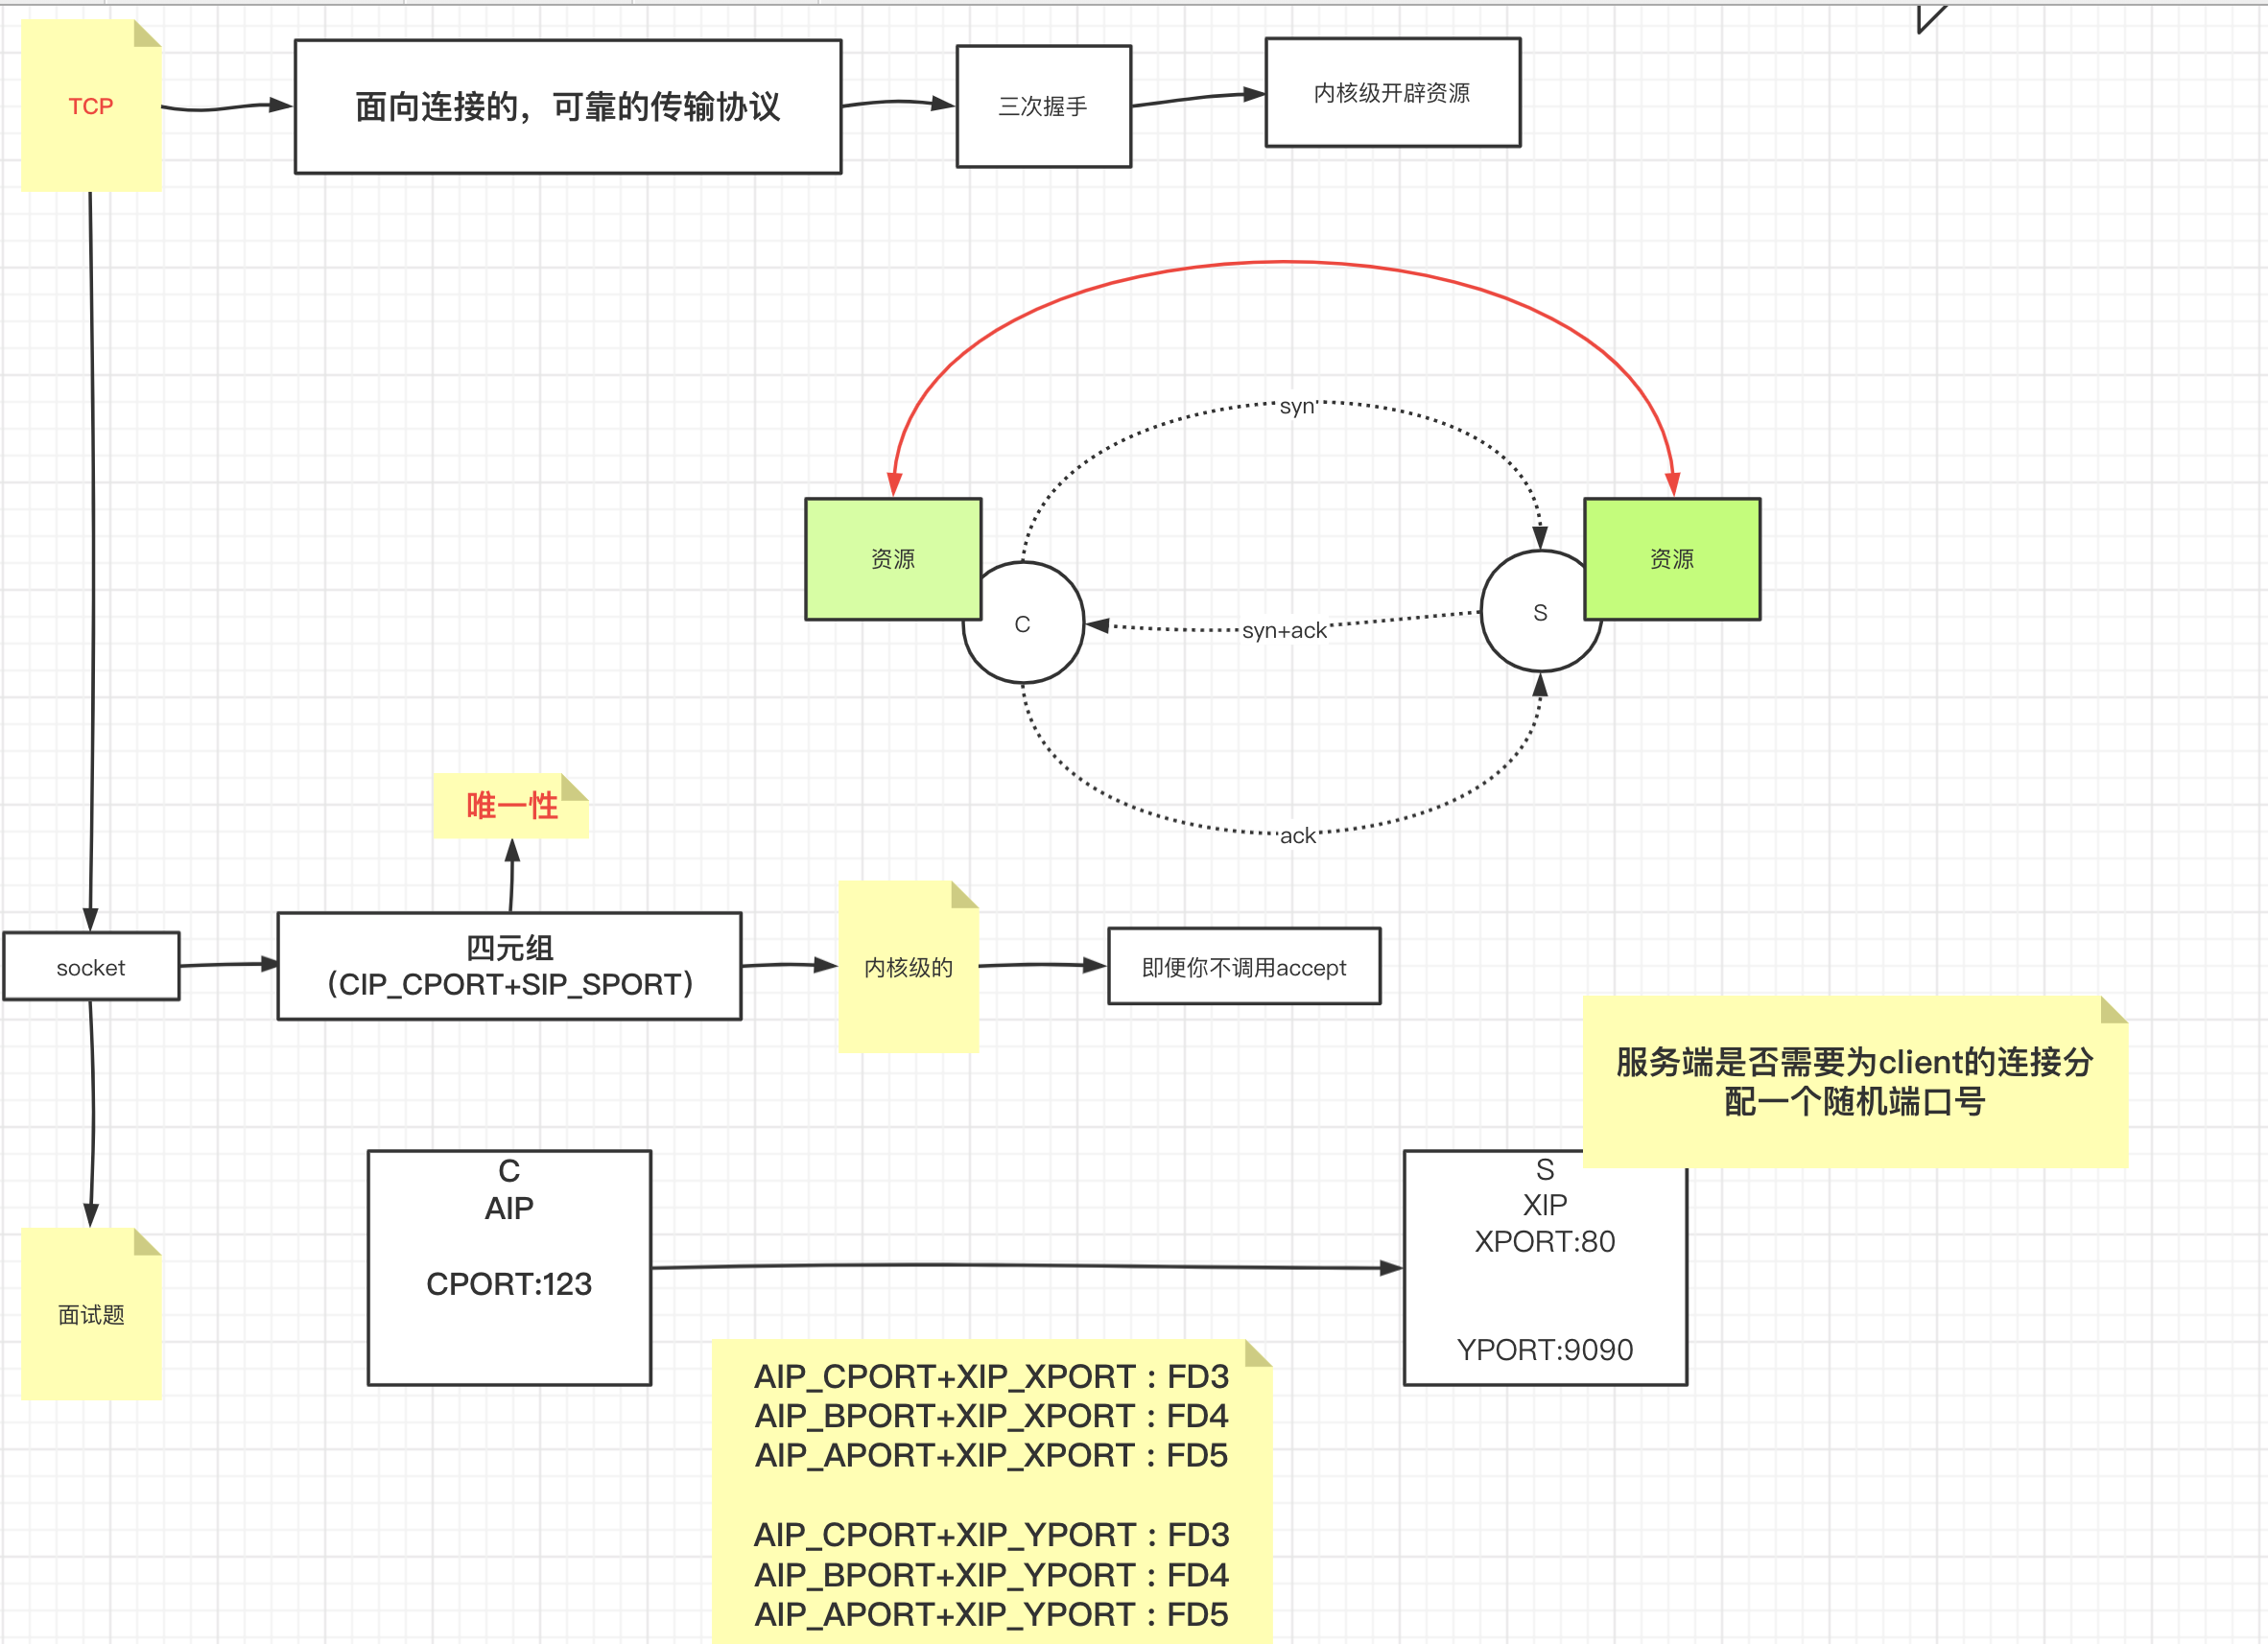 TCP
面向连接的，可靠的传输协议
三次握手
内核级开辟资源
syn
资源
资源
C
S
syn+ack
ack
唯一性
socket
四元组
（CIP_CPORT+SIP_SPORT）
内核级的
即便你不调用accept
服务端是否需要为client的连接分
配一个随机端口号
面试题
C
AIP
CPORT:123
S
XIP
XPORT:80
YPORT:9090
AIP_CPORT+XIP_XPORT：FD3
AIP_BPORT+XIP_XPORT：FD4
AIP_APORT+XIP_XPORT：FD5
AIP_CPORT+XIP_YPORT：FD3
AIP_BPORT+XIP_YPORT：FD4
AIP_APORT+XIP_YPORT：FD5